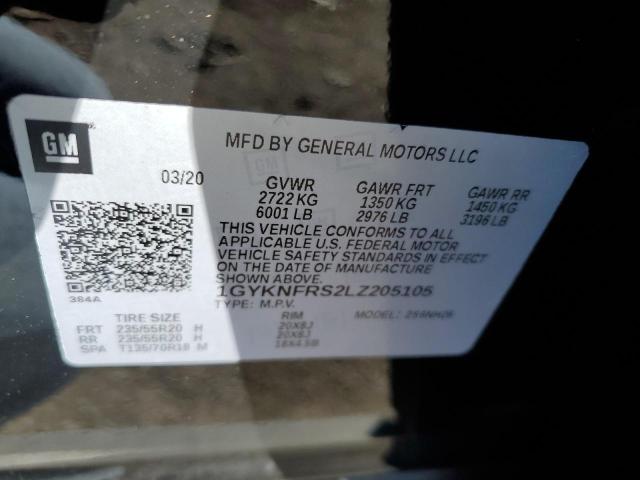 GM
MFD BY GENERAL MOTORS LLC
03/20 GVWR GAWR FRT GAWR RR
2722 KG 1350 KG 1450 KG
6001 LB 2976 LB 3196 LB
THIS VEHICLE CONFORMS TO ALL
APPLICABLE U.S. FEDERAL MOTOR
VEHICLE SAFETY STANDARDS IN EFFECT
ON THE DATE OF MANUFACTURE
SHOWN ABOVE.
384A
1GYKNFRS2LZ205105
TYPE: M.P.V. MODEL:
TIRE SIZE RIM
FRT 235/55R20 H 20X8J
RR 235/55R20 H 20X8J
SPA T135/70R18 M 18X4.5B